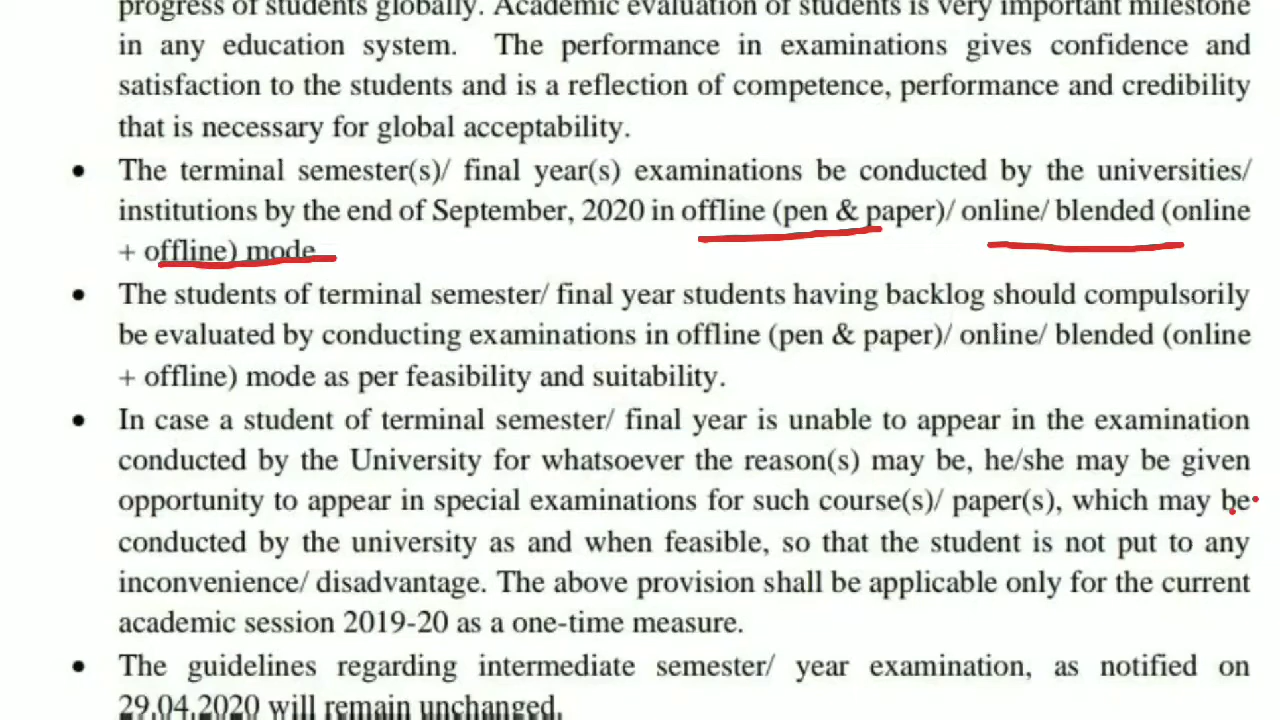 progress of students globally. Academic evaluation of students is very important milestone
in any education system. The performance in examinations gives confidence and
satisfaction to the students and is a reflection of competence, performance and credibility
that is necessary for global acceptability.
• The terminal semester(s)/ final year(s) examinations be conducted by the universities/
institutions by the end of September, 2020 in offline (pen & paper)/ online/ blended (online
+ offline) mode
• The students of terminal semester/ final year students having backlog should compulsorily
be evaluated by conducting examinations in offline (pen & paper)/ online/ blended (online
+ offline) mode as per feasibility and suitability.
• In case a student of terminal semester/ final year is unable to appear in the examination
conducted by the University for whatsoever the reason(s) may be, he/she may be given
opportunity to appear in special examinations for such course(s)/ paper(s), which may be
conducted by the university as and when feasible, so that the student is not put to any
inconvenience/ disadvantage. The above provision shall be applicable only for the current
academic session 2019-20 as a one-time measure.
• The guidelines regarding intermediate semester/ year examination, as notified on
29.04.2020 will remain unchanged.